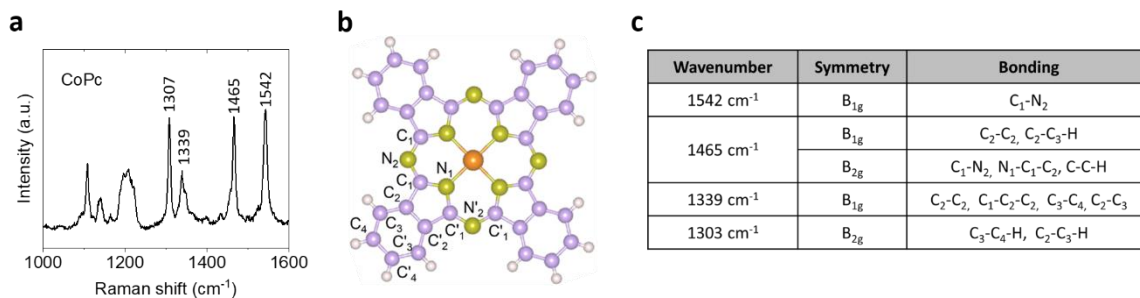 a
CoPc
1307
1339
1465
1542
Intensity (a.u.)
1000 1200 1400 1600
Raman shift (cm⁻¹)
b
C₁
N₂
N₁
C₁
C₂
N'₂
C₃
C₄
C'₁
C'₁
C'₂
C'₃
C'₄
c
Wavenumber Symmetry Bonding
1542 cm⁻¹ B₁g C₁-N₂
1465 cm⁻¹ B₁g C₂-C₂, C₂-C₃-H
B₂g C₁-N₂, N₁-C₁-C₂, C-C-H
1339 cm⁻¹ B₁g C₂-C₂, C₁-C₂-C₂, C₃-C₄, C₂-C₃
1303 cm⁻¹ B₂g C₃-C₄-H, C₂-C₃-H